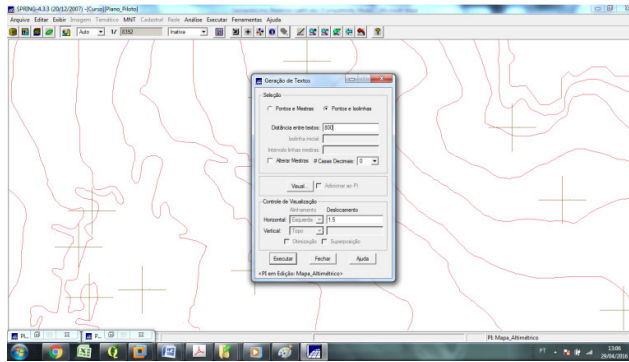 SPRING-4.3.3 (20/12/2007) -[Curso][Plano_Piloto]
Arquivo Editar Exibir Imagem Temático MNT Cadastral Rede Análise Executar Ferramentas Ajuda
Auto 1/ 8392 Inativa
Geração de Textos
Seleção
Pontos e Mestras Pontos e Isolinhas
Distância entre textos: 800
Isolinha inicial:
Intervalo linhas mestras:
Alterar Mestras # Casas Decimais: 0
Visual... Adicionar ao PI
Controle de Visualização
Alinhamento Deslocamento
Horizontal: Esquerda 1.5
Vertical: Topo
Otimização Superposição
Executar Fechar Ajuda
<PI em Edição: Mapa_Altimétrico>
P... P...
PI: Mapa_Altimétrico
PT 13:06
29/04/2016